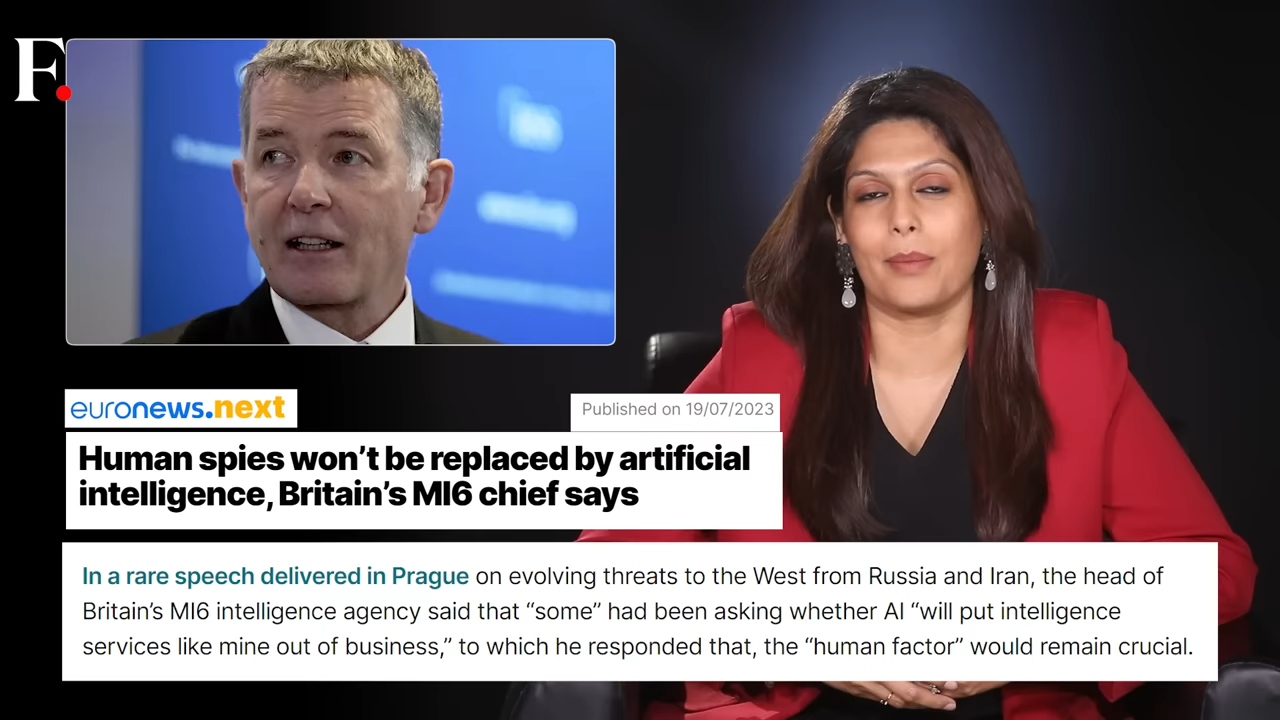 F.
euronews.next
Published on 19/07/2023
Human spies won’t be replaced by artificial
intelligence, Britain’s MI6 chief says
In a rare speech delivered in Prague on evolving threats to the West from Russia and Iran, the head of
Britain’s MI6 intelligence agency said that “some” had been asking whether AI “will put intelligence
services like mine out of business,” to which he responded that, the “human factor” would remain crucial.